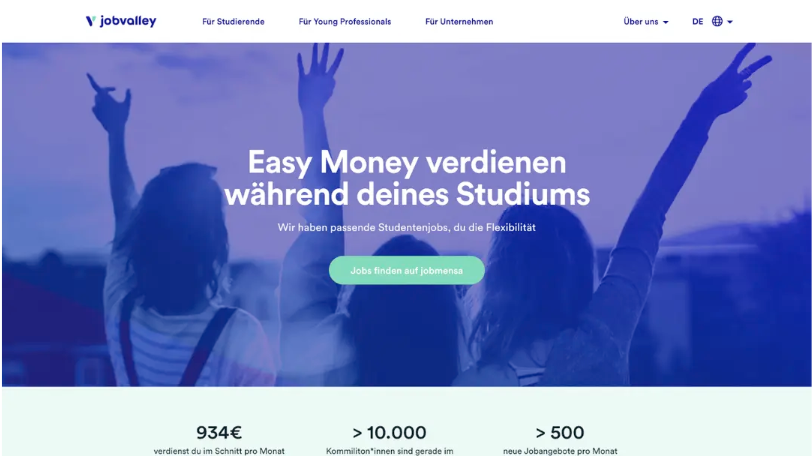 jobvalley
Für Studierende
Für Young Professionals
Für Unternehmen
Über uns
DE
Easy Money verdienen
während deines Studiums
Wir haben passende Studentenjobs, du die Flexibilität
Jobs finden auf jobmensa
934€
> 10.000
> 500
verdienst du im Schnitt pro Monat
Kommiliton*innen sind gerade im
neue Jobangebote pro Monat